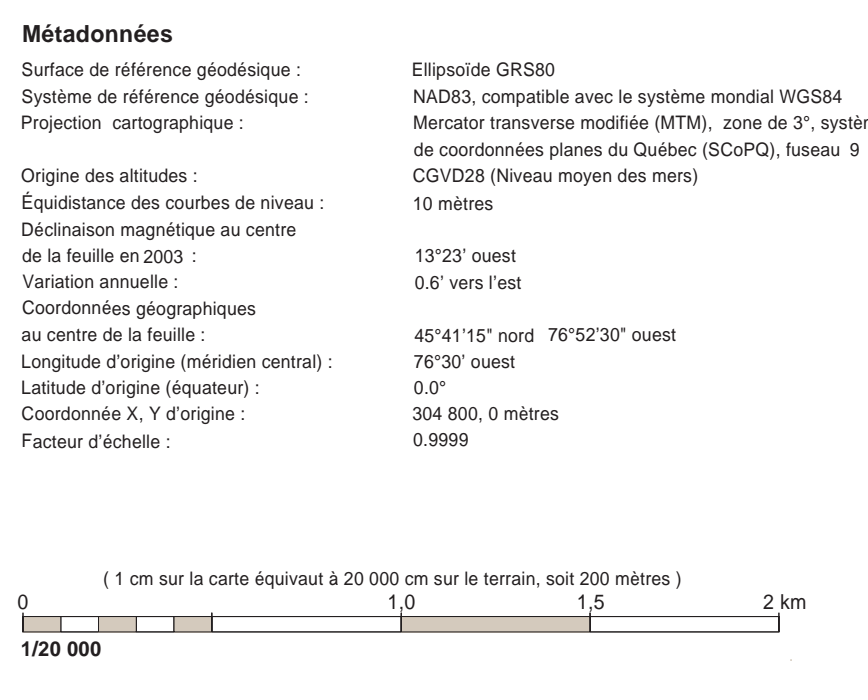 Métadonnées
Surface de référence géodésique : Ellipsoïde GRS80
Système de référence géodésique : NAD83, compatible avec le système mondial WGS84
Projection cartographique : Mercator transverse modifiée (MTM), zone de 3°, systèm
de coordonnées planes du Québec (SCoPQ), fuseau 9
Origine des altitudes : CGVD28 (Niveau moyen des mers)
Équidistance des courbes de niveau : 10 mètres
Déclinaison magnétique au centre
de la feuille en 2003 : 13°23' ouest
Variation annuelle : 0.6' vers l'est
Coordonnées géographiques
au centre de la feuille : 45°41'15" nord 76°52'30" ouest
Longitude d'origine (méridien central) : 76°30' ouest
Latitude d'origine (équateur) : 0.0°
Coordonnée X, Y d'origine : 304 800, 0 mètres
Facteur d'échelle : 0.9999
( 1 cm sur la carte équivaut à 20 000 cm sur le terrain, soit 200 mètres )
0 1,0 1,5 2 km
1/20 000